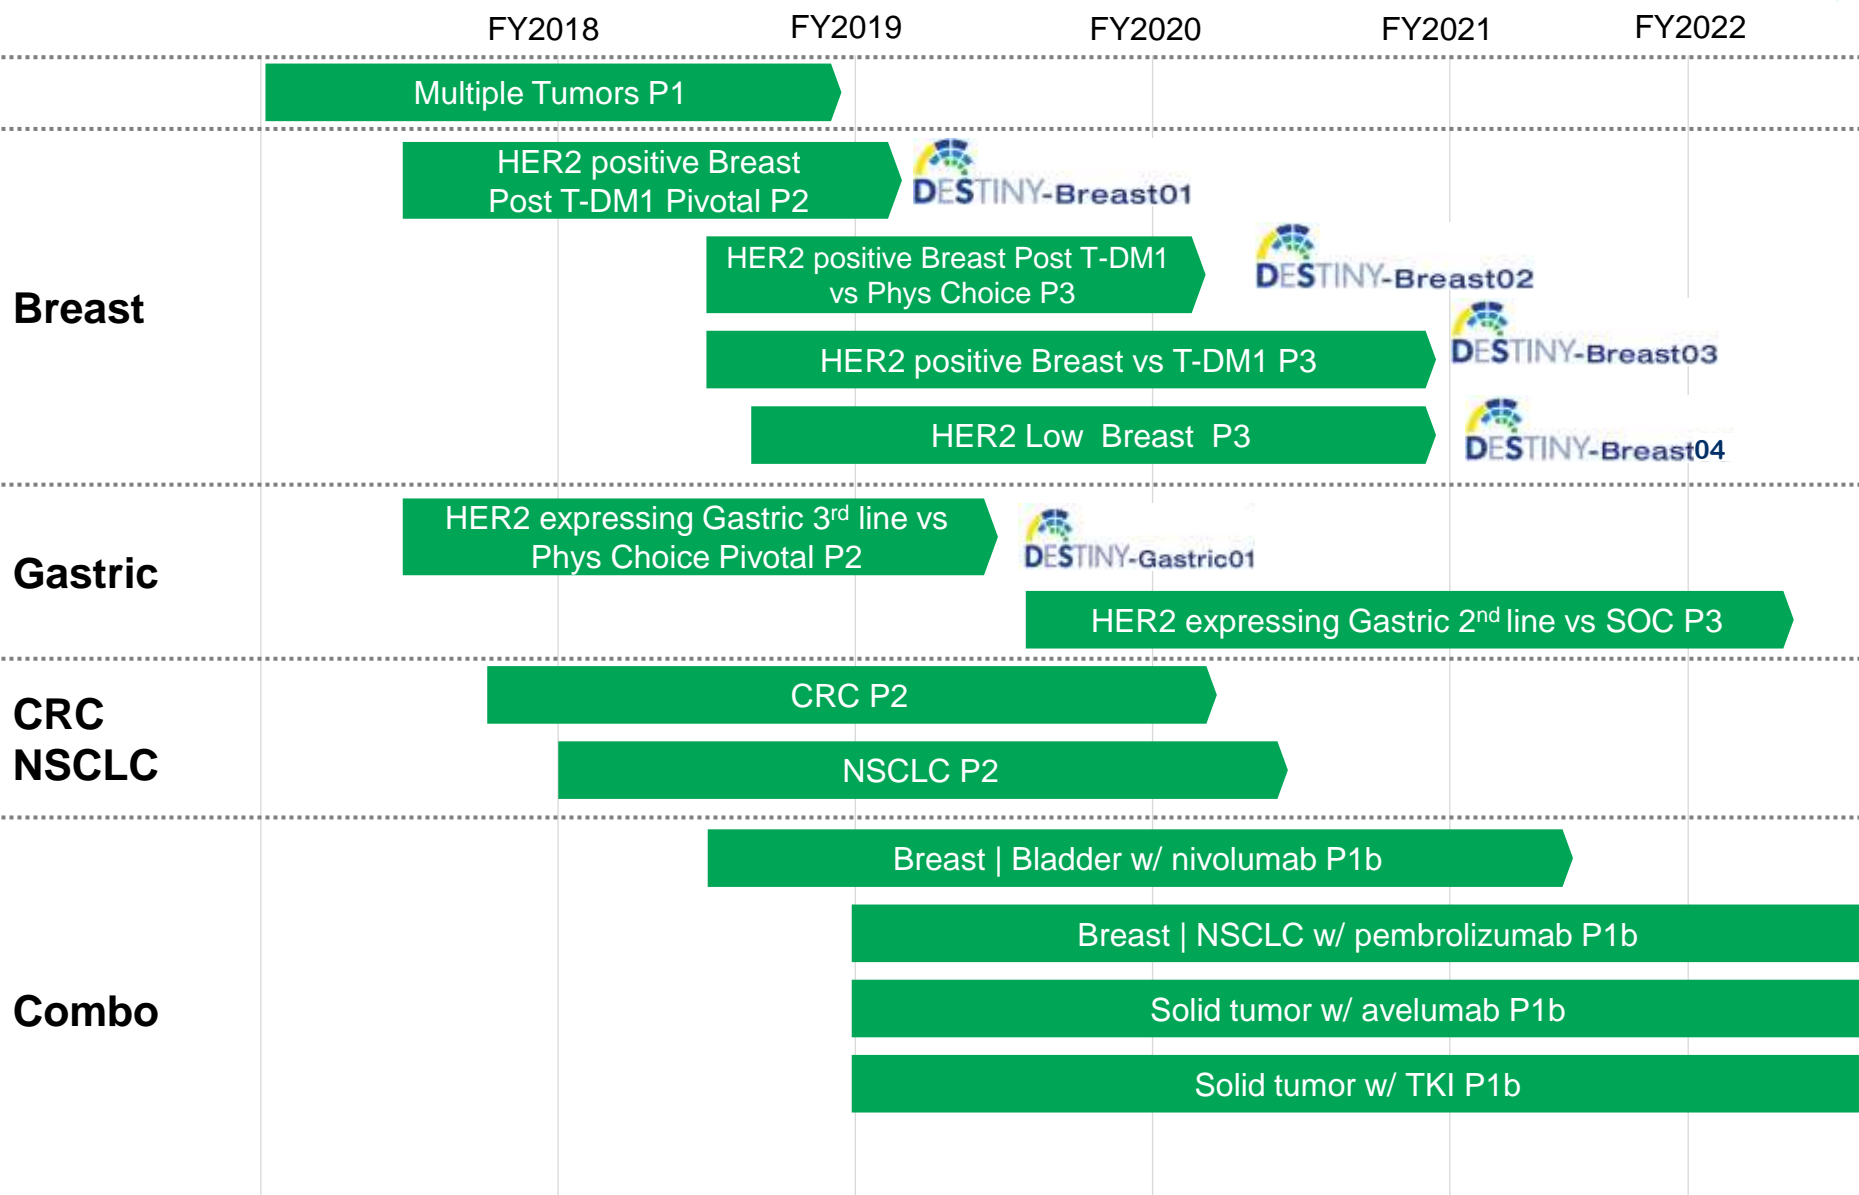 FY2018 FY2019 FY2020 FY2021 FY2022
Multiple Tumors P1
Breast
HER2 positive Breast
Post T-DM1 Pivotal P2
DESTINY-Breast01
HER2 positive Breast Post T-DM1
vs Phys Choice P3
DESTINY-Breast02
HER2 positive Breast vs T-DM1 P3
DESTINY-Breast03
HER2 Low Breast P3
DESTINY-Breast04
Gastric
HER2 expressing Gastric 3rd line vs
Phys Choice Pivotal P2
DESTINY-Gastric01
HER2 expressing Gastric 2nd line vs SOC P3
CRC
NSCLC
CRC P2
NSCLC P2
Combo
Breast | Bladder w/ nivolumab P1b
Breast | NSCLC w/ pembrolizumab P1b
Solid tumor w/ avelumab P1b
Solid tumor w/ TKI P1b